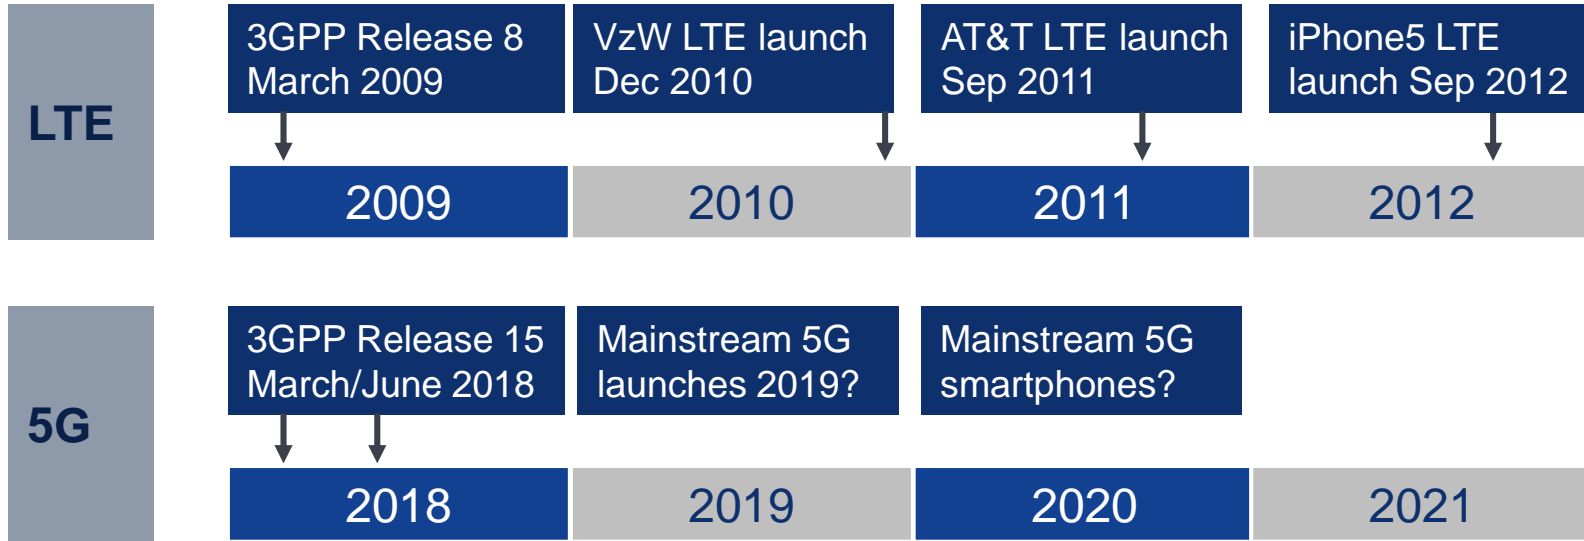 LTE
3GPP Release 8
March 2009
VzW LTE launch
Dec 2010
AT&T LTE launch
Sep 2011
iPhone5 LTE
launch Sep 2012
2009
2010
2011
2012
5G
3GPP Release 15
March/June 2018
Mainstream 5G
launches 2019?
Mainstream 5G
smartphones?
2018
2019
2020
2021